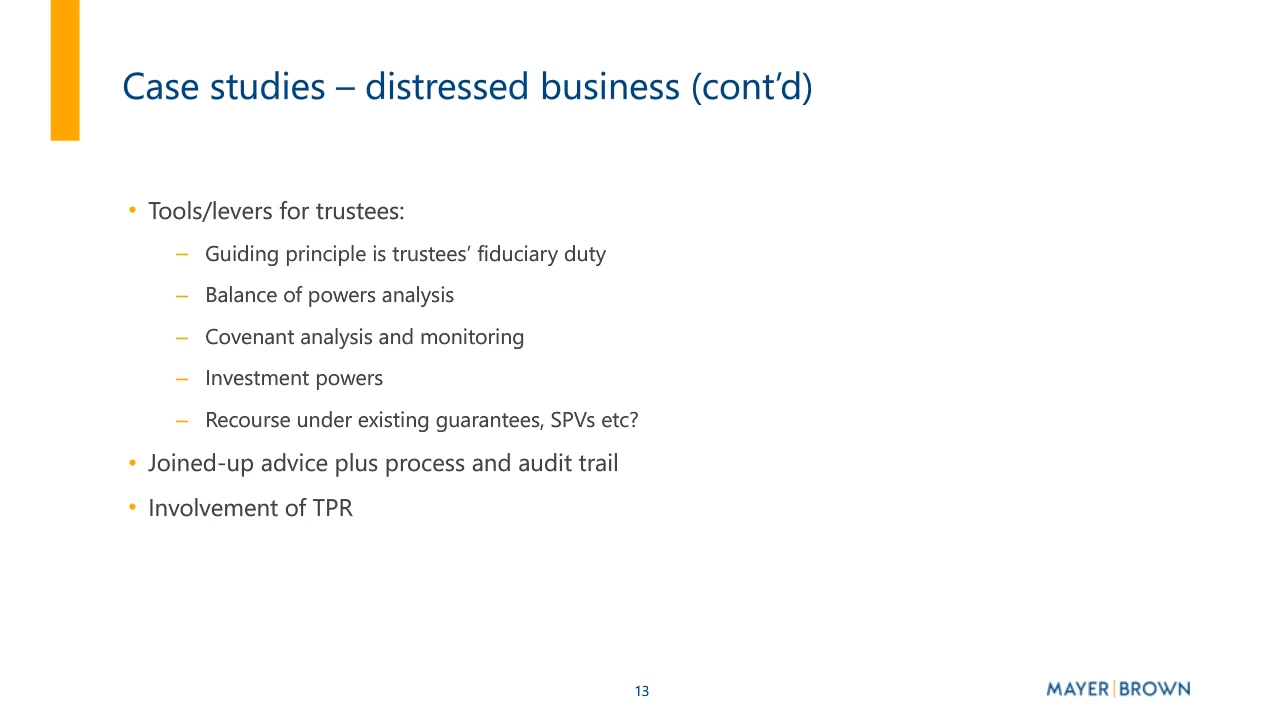 Case studies – distressed business (cont’d)
• Tools/levers for trustees:
– Guiding principle is trustees’ fiduciary duty
– Balance of powers analysis
– Covenant analysis and monitoring
– Investment powers
– Recourse under existing guarantees, SPVs etc?
• Joined-up advice plus process and audit trail
• Involvement of TPR
13
MAYER|BROWN